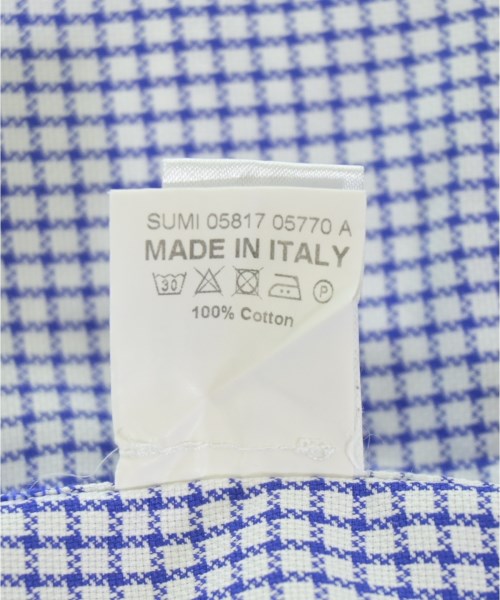 SUMI 05817 05770 A
MADE IN ITALY
30 P
100% Cotton